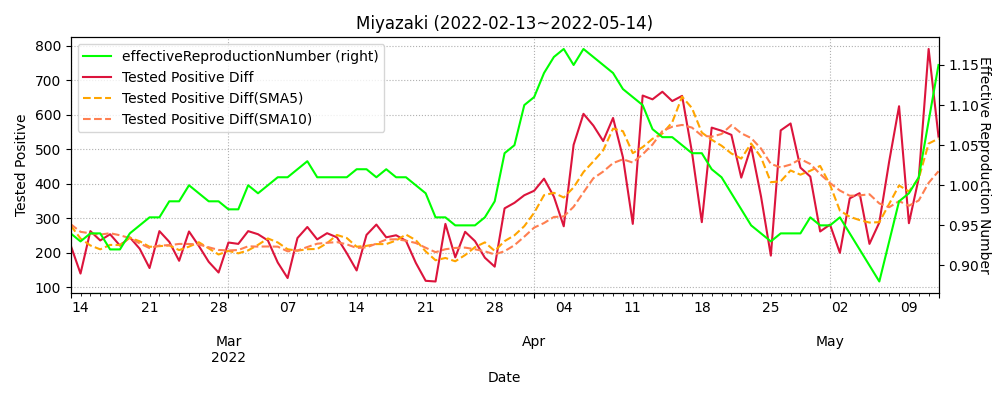 Miyazaki (2022-02-13~2022-05-14)
effectiveReproductionNumber (right)
Tested Positive Diff
Tested Positive Diff(SMA5)
Tested Positive Diff(SMA10)
Tested Positive
800
700
600
500
400
300
200
100
1.15
1.10
1.05
1.00
0.95
0.90
Effective Reproduction Number
14 21 28 07 14 21 28 04 11 18 25 02 09
Mar Apr May
2022
Date